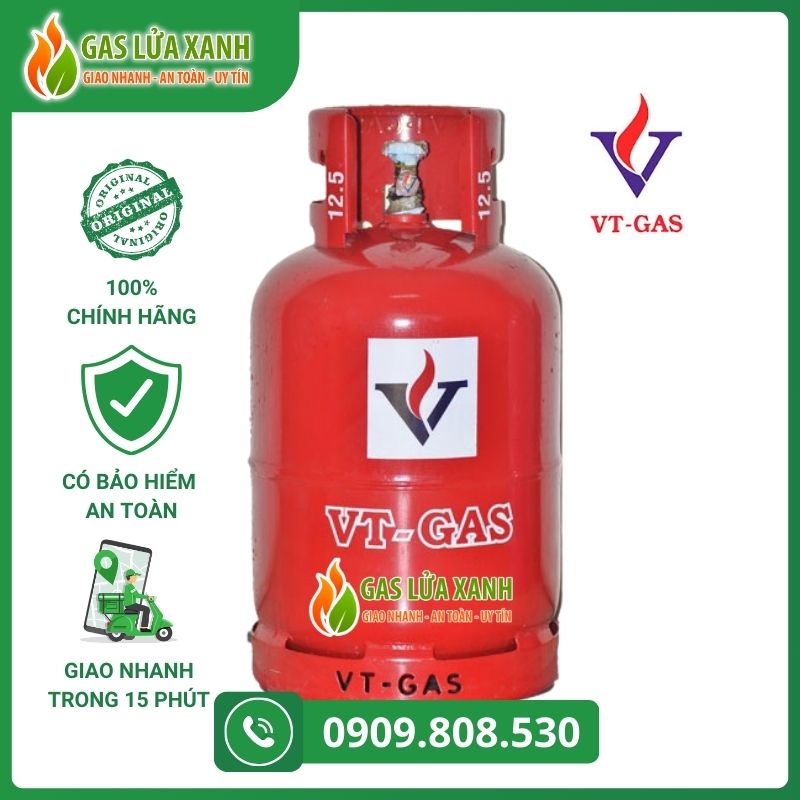 GAS LỬA XANH
GIAO NHANH - AN TOÀN - UY TÍN
VT-GAS
12.5
12.5
ORIGINAL
ORIGINAL
ORIGINAL
100%
CHÍNH HÃNG
CÓ BẢO HIỂM
AN TOÀN
GIAO NHANH
TRONG 15 PHÚT
VT-GAS
GAS LỬA XANH
GIAO NHANH - AN TOÀN - UY TÍN
VT-GAS
0909.808.530